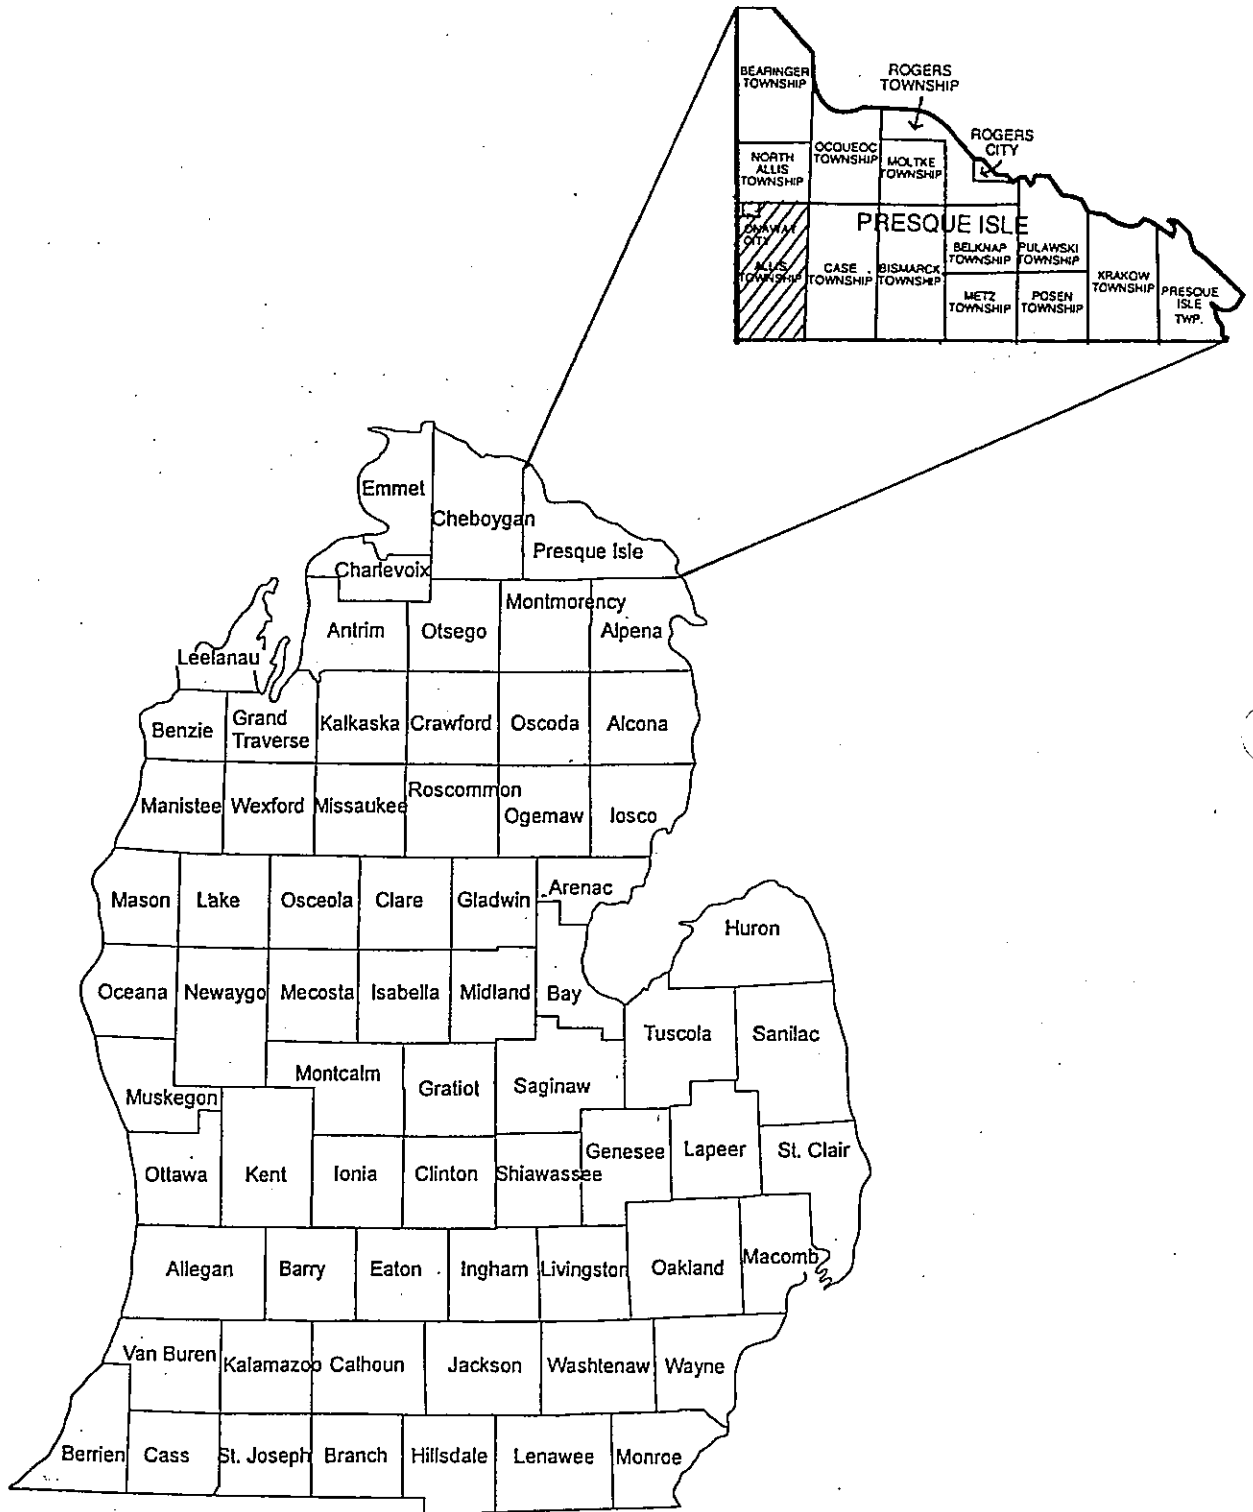 BEARINGER
TOWNSHIP
ROGERS
TOWNSHIP
ROGERS
CITY
NORTH
ALLIS
TOWNSHIP
OCQUEOC
TOWNSHIP
MOLTKE
TOWNSHIP
PRESQUE ISLE
ONAWAY
CITY
ALLIS
TOWNSHIP
CASE
TOWNSHIP
BISMARCK
TOWNSHIP
BELKNAP
TOWNSHIP
PULAWSKI
TOWNSHIP
METZ
TOWNSHIP
POSEN
TOWNSHIP
KRAKOW
TOWNSHIP
PRESQUE
ISLE
TWP.
Emmet
Cheboygan
Presque Isle
Charlevoix
Antrim
Otsego
Montmorency
Alpena
Leelanau
Benzie
Grand
Traverse
Kalkaska
Crawford
Oscoda
Alcona
Manistee
Wexford
Missaukee
Roscommon
Ogemaw
Iosco
Mason
Lake
Osceola
Clare
Gladwin
Arenac
Huron
Oceana
Newaygo
Mecosta
Isabella
Midland
Bay
Tuscola
Sanilac
Muskegon
Montcalm
Gratiot
Saginaw
Ottawa
Kent
Ionia
Clinton
Shiawassee
Genesee
Lapeer
St. Clair
Allegan
Barry
Eaton
Ingham
Livingston
Oakland
Macomb
Van Buren
Kalamazoo
Calhoun
Jackson
Washtenaw
Wayne
Berrien
Cass
St. Joseph
Branch
Hillsdale
Lenawee
Monroe